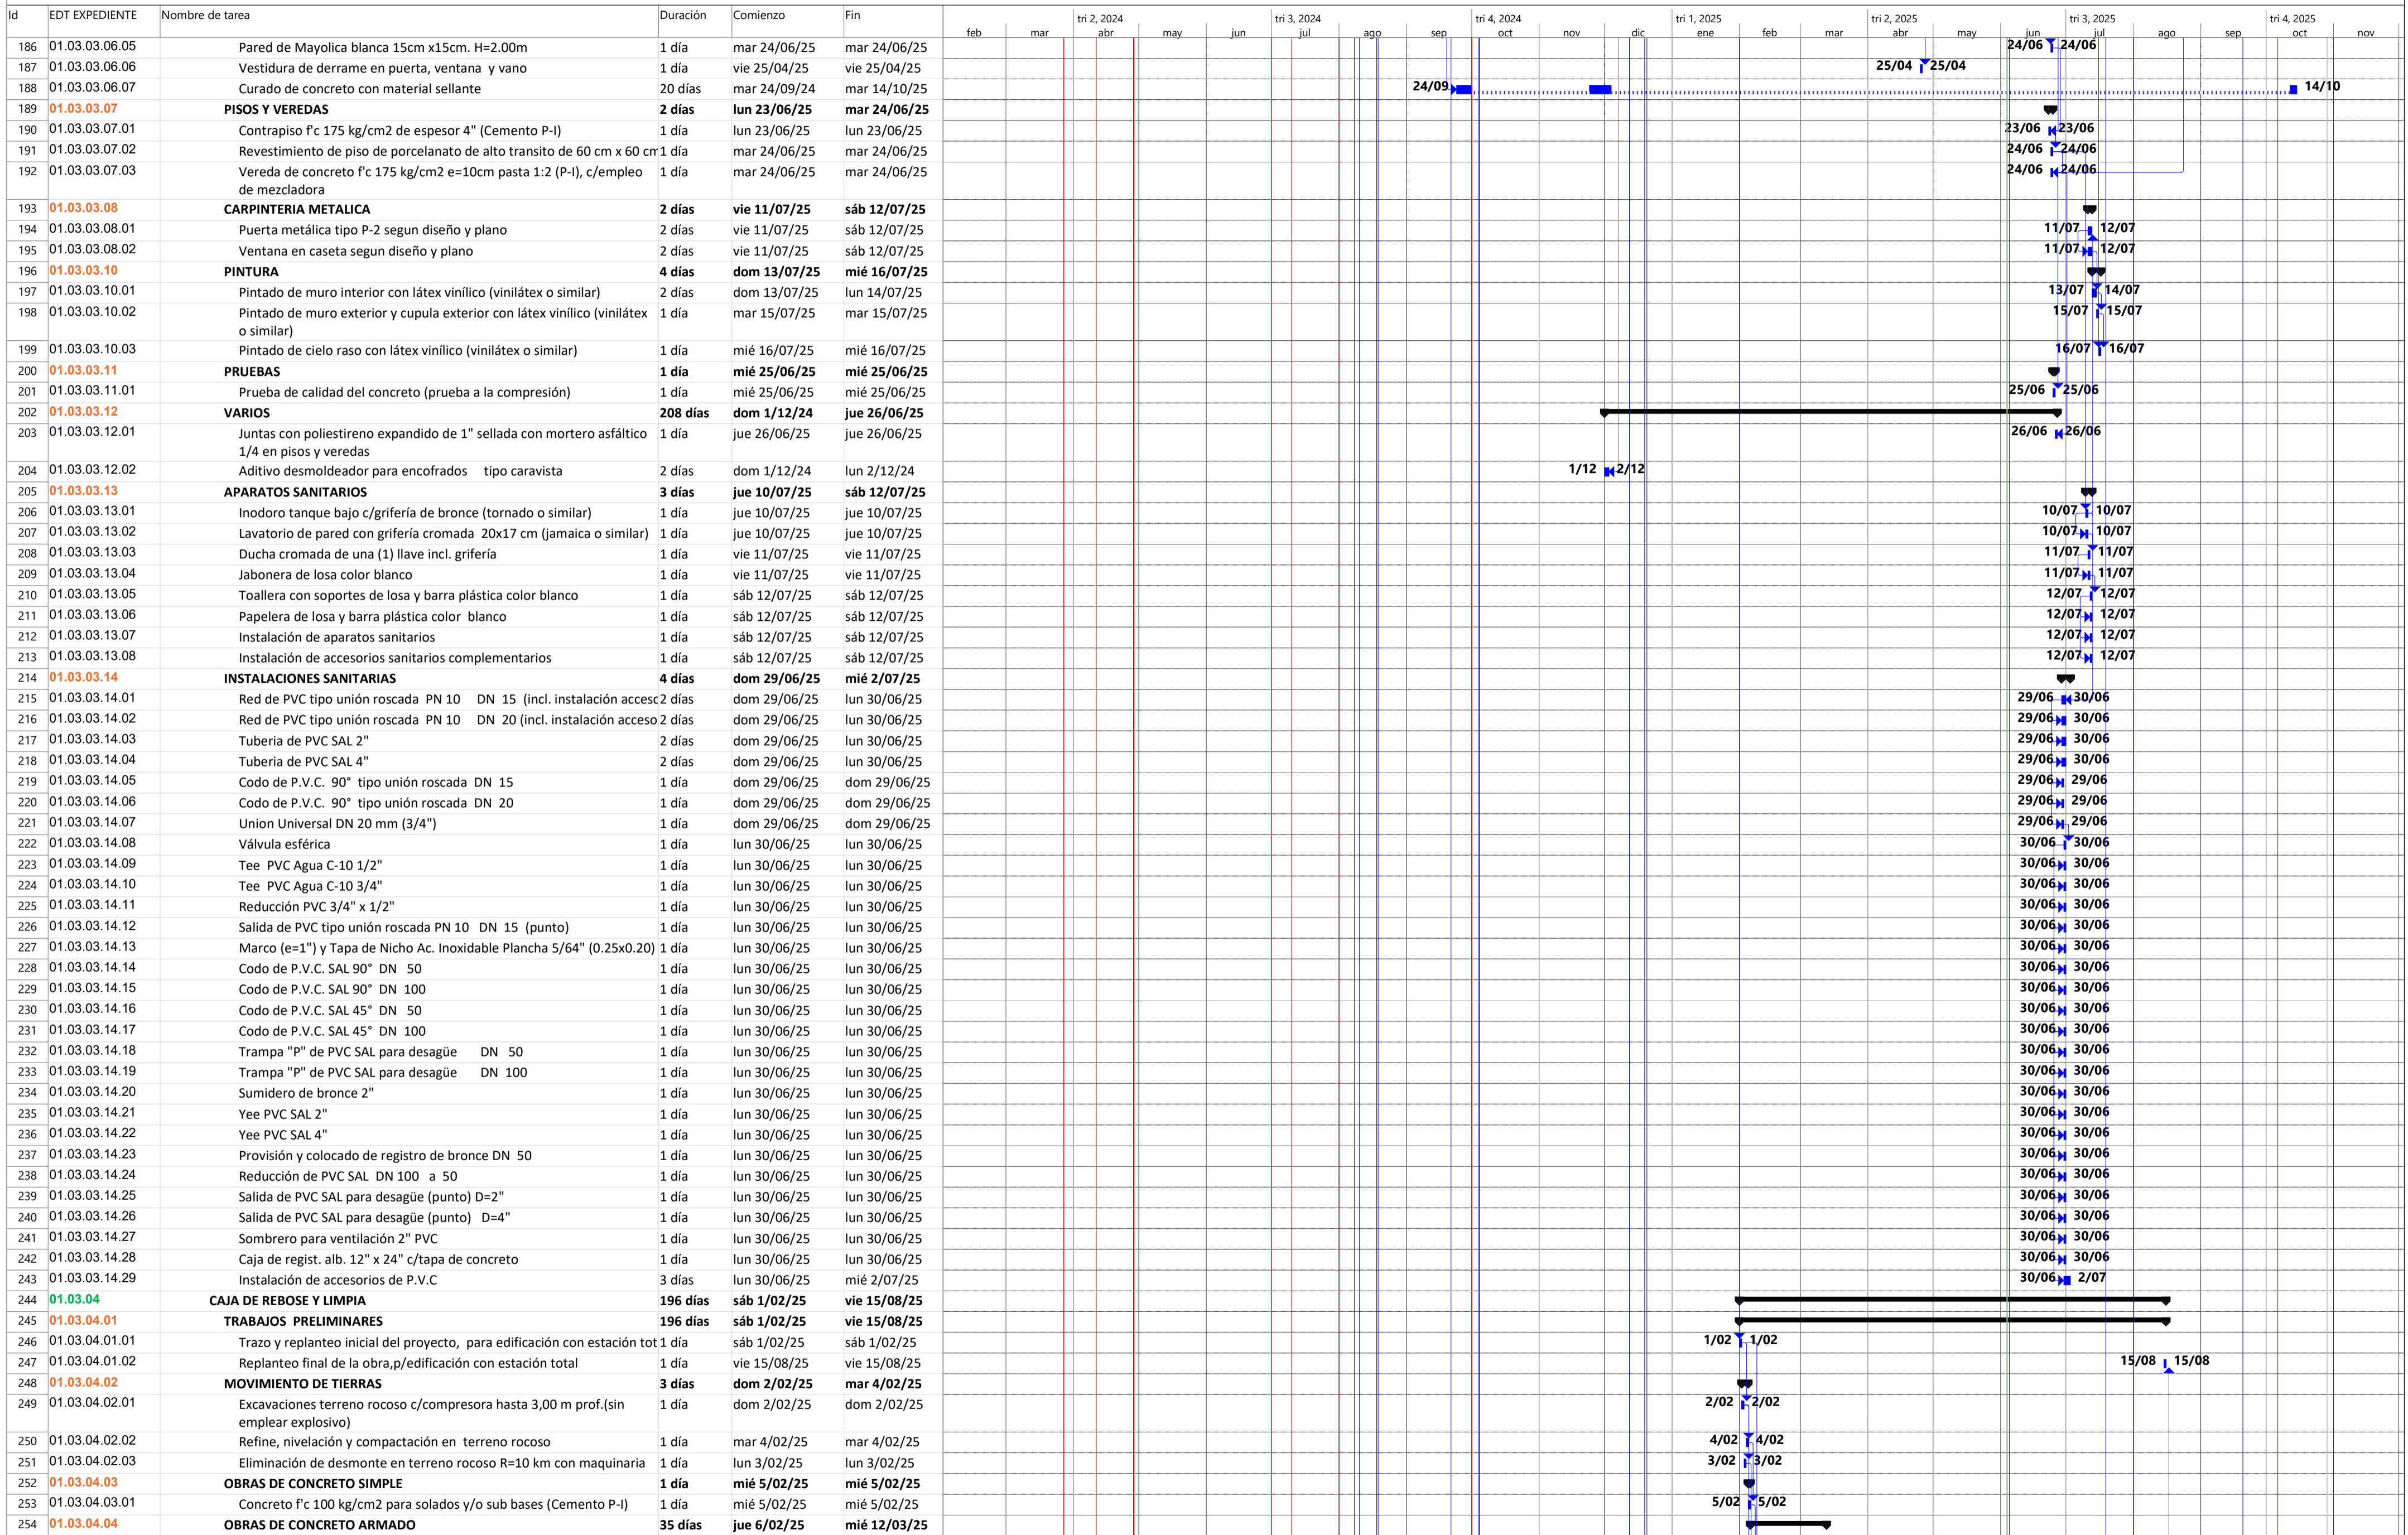 Id EDT EXPEDIENTE Nombre de tarea Duración Comienzo Fin
tri 2, 2024 tri 3, 2024 tri 4, 2024 tri 1, 2025 tri 2, 2025 tri 3, 2025 tri 4, 2025
feb mar abr may jun jul ago sep oct nov dic ene feb mar abr may jun jul ago sep oct nov
186 01.03.03.06.05 Pared de Mayolica blanca 15cm x15cm. H=2.00m 1 día mar 24/06/25 mar 24/06/25 24/06 24/06
187 01.03.03.06.06 Vestidura de derrame en puerta, ventana y vano 1 día vie 25/04/25 vie 25/04/25 25/04 25/04
188 01.03.03.06.07 Curado de concreto con material sellante 20 días mar 24/09/24 mar 14/10/25 24/09 14/10
189 01.03.03.07 PISOS Y VEREDAS 2 días lun 23/06/25 mar 24/06/25
190 01.03.03.07.01 Contrapiso f'c 175 kg/cm2 de espesor 4" (Cemento P-I) 1 día lun 23/06/25 lun 23/06/25 23/06 23/06
191 01.03.03.07.02 Revestimiento de piso de porcelanato de alto transito de 60 cm x 60 cm 1 día mar 24/06/25 mar 24/06/25 24/06 24/06
192 01.03.03.07.03 Vereda de concreto f'c 175 kg/cm2 e=10cm pasta 1:2 (P-I), c/empleo 1 día mar 24/06/25 mar 24/06/25 24/06 24/06
de mezcladora
193 01.03.03.08 CARPINTERIA METALICA 2 días vie 11/07/25 sáb 12/07/25
194 01.03.03.08.01 Puerta metálica tipo P-2 segun diseño y plano 2 días vie 11/07/25 sáb 12/07/25 11/07 12/07
195 01.03.03.08.02 Ventana en caseta segun diseño y plano 2 días vie 11/07/25 sáb 12/07/25 11/07 12/07
196 01.03.03.10 PINTURA 4 días dom 13/07/25 mié 16/07/25
197 01.03.03.10.01 Pintado de muro interior con látex vinílico (vinilátex o similar) 2 días dom 13/07/25 lun 14/07/25 13/07 14/07
198 01.03.03.10.02 Pintado de muro exterior y cupula exterior con látex vinílico (vinilátex 1 día mar 15/07/25 mar 15/07/25 15/07 15/07
o similar)
199 01.03.03.10.03 Pintado de cielo raso con látex vinílico (vinilátex o similar) 1 día mié 16/07/25 mié 16/07/25 16/07 16/07
200 01.03.03.11 PRUEBAS 1 día mié 25/06/25 mié 25/06/25
201 01.03.03.11.01 Prueba de calidad del concreto (prueba a la compresión) 1 día mié 25/06/25 mié 25/06/25 25/06 25/06
202 01.03.03.12 VARIOS 208 días dom 1/12/24 jue 26/06/25
203 01.03.03.12.01 Juntas con poliestireno expandido de 1" sellada con mortero asfáltico 1 día jue 26/06/25 jue 26/06/25 26/06 26/06
1/4 en pisos y veredas
204 01.03.03.12.02 Aditivo desmoldeador para encofrados tipo caravista 2 días dom 1/12/24 lun 2/12/24 1/12 2/12
205 01.03.03.13 APARATOS SANITARIOS 3 días jue 10/07/25 sáb 12/07/25
206 01.03.03.13.01 Inodoro tanque bajo c/grifería de bronce (tornado o similar) 1 día jue 10/07/25 jue 10/07/25 10/07 10/07
207 01.03.03.13.02 Lavatorio de pared con grifería cromada 20x17 cm (jamaica o similar) 1 día jue 10/07/25 jue 10/07/25 10/07 10/07
208 01.03.03.13.03 Ducha cromada de una (1) llave incl. grifería 1 día vie 11/07/25 vie 11/07/25 11/07 11/07
209 01.03.03.13.04 Jabonera de losa color blanco 1 día vie 11/07/25 vie 11/07/25 11/07 11/07
210 01.03.03.13.05 Toallera con soportes de losa y barra plástica color blanco 1 día sáb 12/07/25 sáb 12/07/25 12/07 12/07
211 01.03.03.13.06 Papelera de losa y barra plástica color blanco 1 día sáb 12/07/25 sáb 12/07/25 12/07 12/07
212 01.03.03.13.07 Instalación de aparatos sanitarios 1 día sáb 12/07/25 sáb 12/07/25 12/07 12/07
213 01.03.03.13.08 Instalación de accesorios sanitarios complementarios 1 día sáb 12/07/25 sáb 12/07/25 12/07 12/07
214 01.03.03.14 INSTALACIONES SANITARIAS 4 días dom 29/06/25 mié 2/07/25
215 01.03.03.14.01 Red de PVC tipo unión roscada PN 10 DN 15 (incl. instalación acceso 2 días dom 29/06/25 lun 30/06/25 29/06 30/06
216 01.03.03.14.02 Red de PVC tipo unión roscada PN 10 DN 20 (incl. instalación acceso 2 días dom 29/06/25 lun 30/06/25 29/06 30/06
217 01.03.03.14.03 Tuberia de PVC SAL 2" 2 días dom 29/06/25 lun 30/06/25 29/06 30/06
218 01.03.03.14.04 Tuberia de PVC SAL 4" 2 días dom 29/06/25 lun 30/06/25 29/06 30/06
219 01.03.03.14.05 Codo de P.V.C. 90° tipo unión roscada DN 15 1 día dom 29/06/25 dom 29/06/25 29/06 29/06
220 01.03.03.14.06 Codo de P.V.C. 90° tipo unión roscada DN 20 1 día dom 29/06/25 dom 29/06/25 29/06 29/06
221 01.03.03.14.07 Union Universal DN 20 mm (3/4") 1 día dom 29/06/25 dom 29/06/25 29/06 29/06
222 01.03.03.14.08 Válvula esférica 1 día lun 30/06/25 lun 30/06/25 30/06 30/06
223 01.03.03.14.09 Tee PVC Agua C-10 1/2" 1 día lun 30/06/25 lun 30/06/25 30/06 30/06
224 01.03.03.14.10 Tee PVC Agua C-10 3/4" 1 día lun 30/06/25 lun 30/06/25 30/06 30/06
225 01.03.03.14.11 Reducción PVC 3/4" x 1/2" 1 día lun 30/06/25 lun 30/06/25 30/06 30/06
226 01.03.03.14.12 Salida de PVC tipo unión roscada PN 10 DN 15 (punto) 1 día lun 30/06/25 lun 30/06/25 30/06 30/06
227 01.03.03.14.13 Marco (e=1") y Tapa de Nicho Ac. Inoxidable Plancha 5/64" (0.25x0.20) 1 día lun 30/06/25 lun 30/06/25 30/06 30/06
228 01.03.03.14.14 Codo de P.V.C. SAL 90° DN 50 1 día lun 30/06/25 lun 30/06/25 30/06 30/06
229 01.03.03.14.15 Codo de P.V.C. SAL 90° DN 100 1 día lun 30/06/25 lun 30/06/25 30/06 30/06
230 01.03.03.14.16 Codo de P.V.C. SAL 45° DN 50 1 día lun 30/06/25 lun 30/06/25 30/06 30/06
231 01.03.03.14.17 Codo de P.V.C. SAL 45° DN 100 1 día lun 30/06/25 lun 30/06/25 30/06 30/06
232 01.03.03.14.18 Trampa "P" de PVC SAL para desagüe DN 50 1 día lun 30/06/25 lun 30/06/25 30/06 30/06
233 01.03.03.14.19 Trampa "P" de PVC SAL para desagüe DN 100 1 día lun 30/06/25 lun 30/06/25 30/06 30/06
234 01.03.03.14.20 Sumidero de bronce 2" 1 día lun 30/06/25 lun 30/06/25 30/06 30/06
235 01.03.03.14.21 Yee PVC SAL 2" 1 día lun 30/06/25 lun 30/06/25 30/06 30/06
236 01.03.03.14.22 Yee PVC SAL 4" 1 día lun 30/06/25 lun 30/06/25 30/06 30/06
237 01.03.03.14.23 Provisión y colocado de registro de bronce DN 50 1 día lun 30/06/25 lun 30/06/25 30/06 30/06
238 01.03.03.14.24 Reducción de PVC SAL DN 100 a 50 1 día lun 30/06/25 lun 30/06/25 30/06 30/06
239 01.03.03.14.25 Salida de PVC SAL para desagüe (punto) D=2" 1 día lun 30/06/25 lun 30/06/25 30/06 30/06
240 01.03.03.14.26 Salida de PVC SAL para desagüe (punto) D=4" 1 día lun 30/06/25 lun 30/06/25 30/06 30/06
241 01.03.03.14.27 Sombrero para ventilación 2" PVC 1 día lun 30/06/25 lun 30/06/25 30/06 30/06
242 01.03.03.14.28 Caja de regist. alb. 12" x 24" c/tapa de concreto 1 día lun 30/06/25 lun 30/06/25 30/06 30/06
243 01.03.03.14.29 Instalación de accesorios de P.V.C 3 días lun 30/06/25 mié 2/07/25 30/06 2/07
244 01.03.04 CAJA DE REBOSE Y LIMPIA 196 días sáb 1/02/25 vie 15/08/25
245 01.03.04.01 TRABAJOS PRELIMINARES 196 días sáb 1/02/25 vie 15/08/25
246 01.03.04.01.01 Trazo y replanteo inicial del proyecto, para edificación con estación tot 1 día sáb 1/02/25 sáb 1/02/25 1/02 1/02
247 01.03.04.01.02 Replanteo final de la obra,p/edificación con estación total 1 día vie 15/08/25 vie 15/08/25 15/08 15/08
248 01.03.04.02 MOVIMIENTO DE TIERRAS 3 días dom 2/02/25 mar 4/02/25
249 01.03.04.02.01 Excavaciones terreno rocoso c/compresora hasta 3,00 m prof.(sin 1 día dom 2/02/25 dom 2/02/25 2/02 2/02
emplear explosivo)
250 01.03.04.02.02 Refine, nivelación y compactación en terreno rocoso 1 día mar 4/02/25 mar 4/02/25 4/02 4/02
251 01.03.04.02.03 Eliminación de desmonte en terreno rocoso R=10 km con maquinaria 1 día lun 3/02/25 lun 3/02/25 3/02 3/02
252 01.03.04.03 OBRAS DE CONCRETO SIMPLE 1 día mié 5/02/25 mié 5/02/25
253 01.03.04.03.01 Concreto f'c 100 kg/cm2 para solados y/o sub bases (Cemento P-I) 1 día mié 5/02/25 mié 5/02/25 5/02 5/02
254 01.03.04.04 OBRAS DE CONCRETO ARMADO 35 días jue 6/02/25 mié 12/03/25